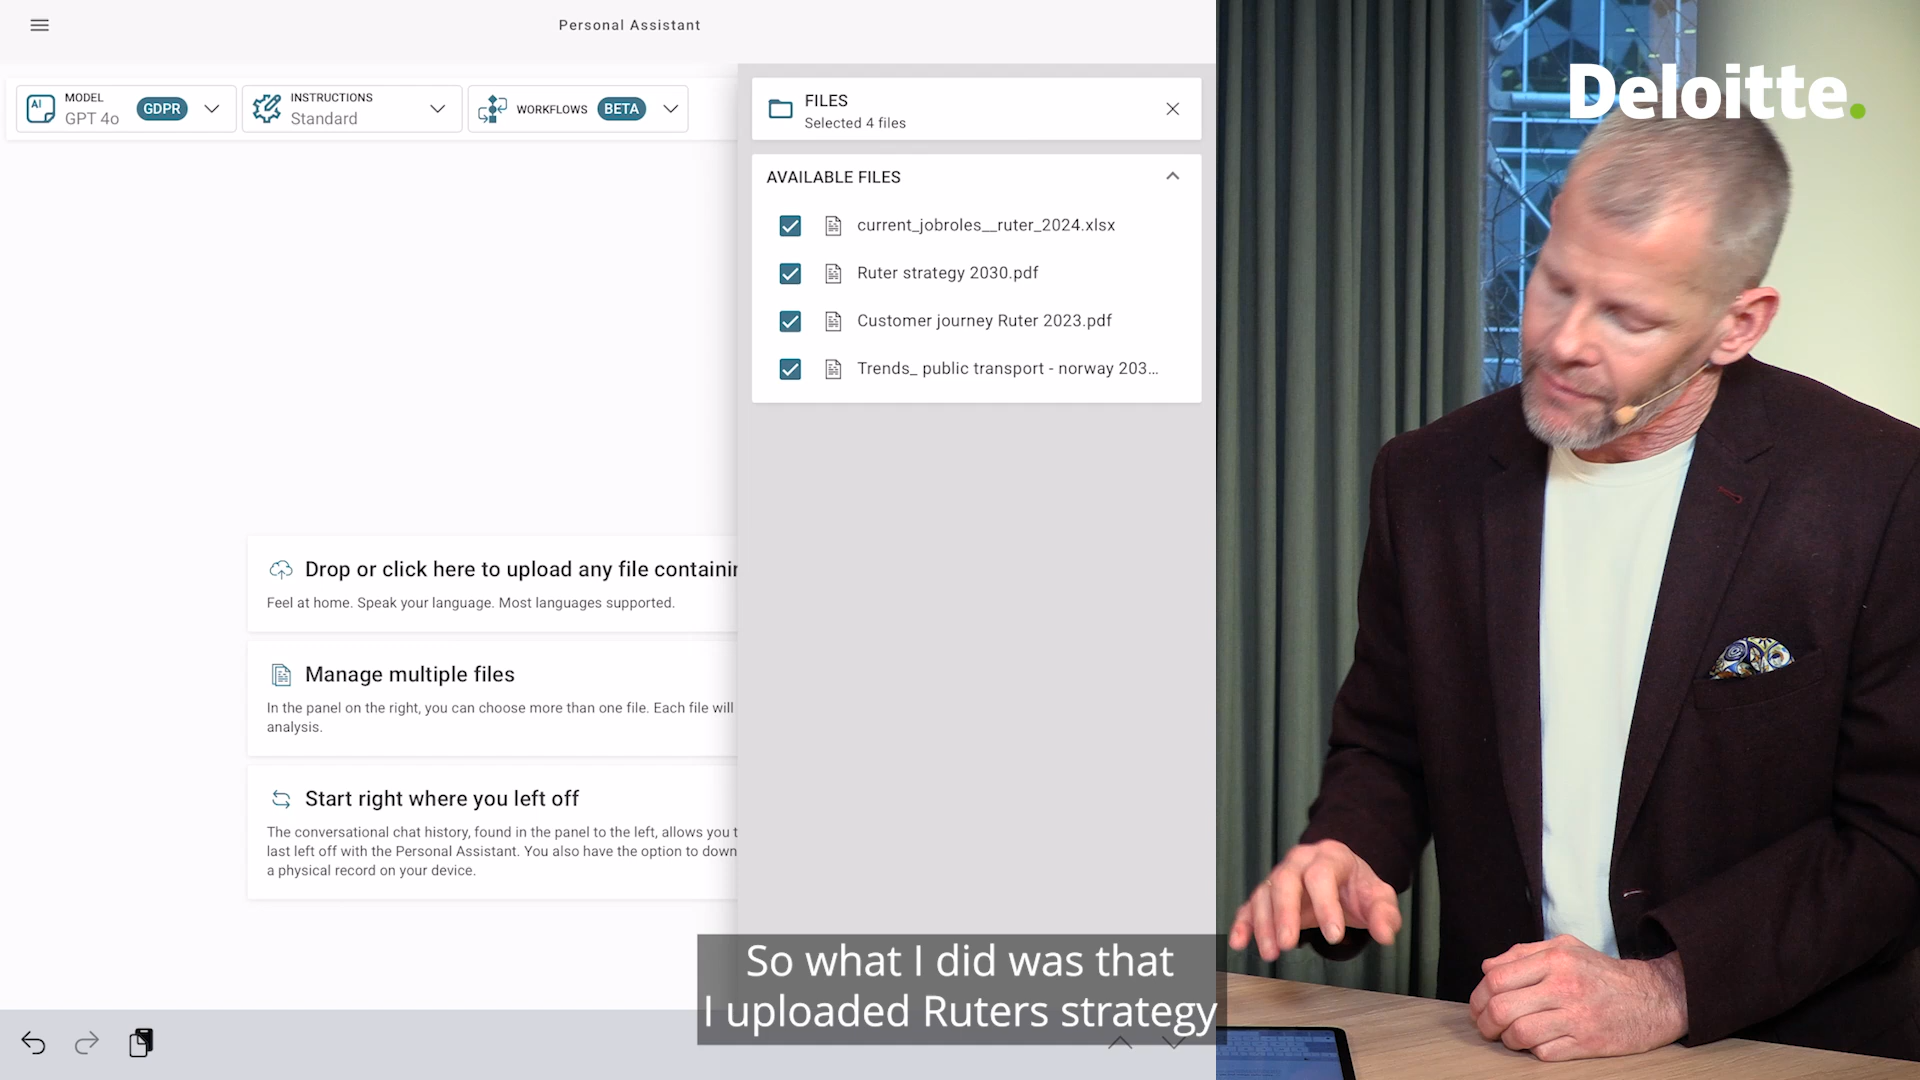 Personal Assistant
MODEL
GPT 4o
GDPR
INSTRUCTIONS
Standard
WORKFLOWS
BETA
FILES
Selected 4 files
AVAILABLE FILES
current_jobroles__ruter_2024.xlsx
Ruter strategy 2030.pdf
Customer journey Ruter 2023.pdf
Trends_ public transport - norway 203...
Drop or click here to upload any file containin
Feel at home. Speak your language. Most languages supported.
Manage multiple files
In the panel on the right, you can choose more than one file. Each file will
analysis.
Start right where you left off
The conversational chat history, found in the panel to the left, allows you t
last left off with the Personal Assistant. You also have the option to down
a physical record on your device.
So what I did was that
I uploaded Ruters strategy
Deloitte.
AI